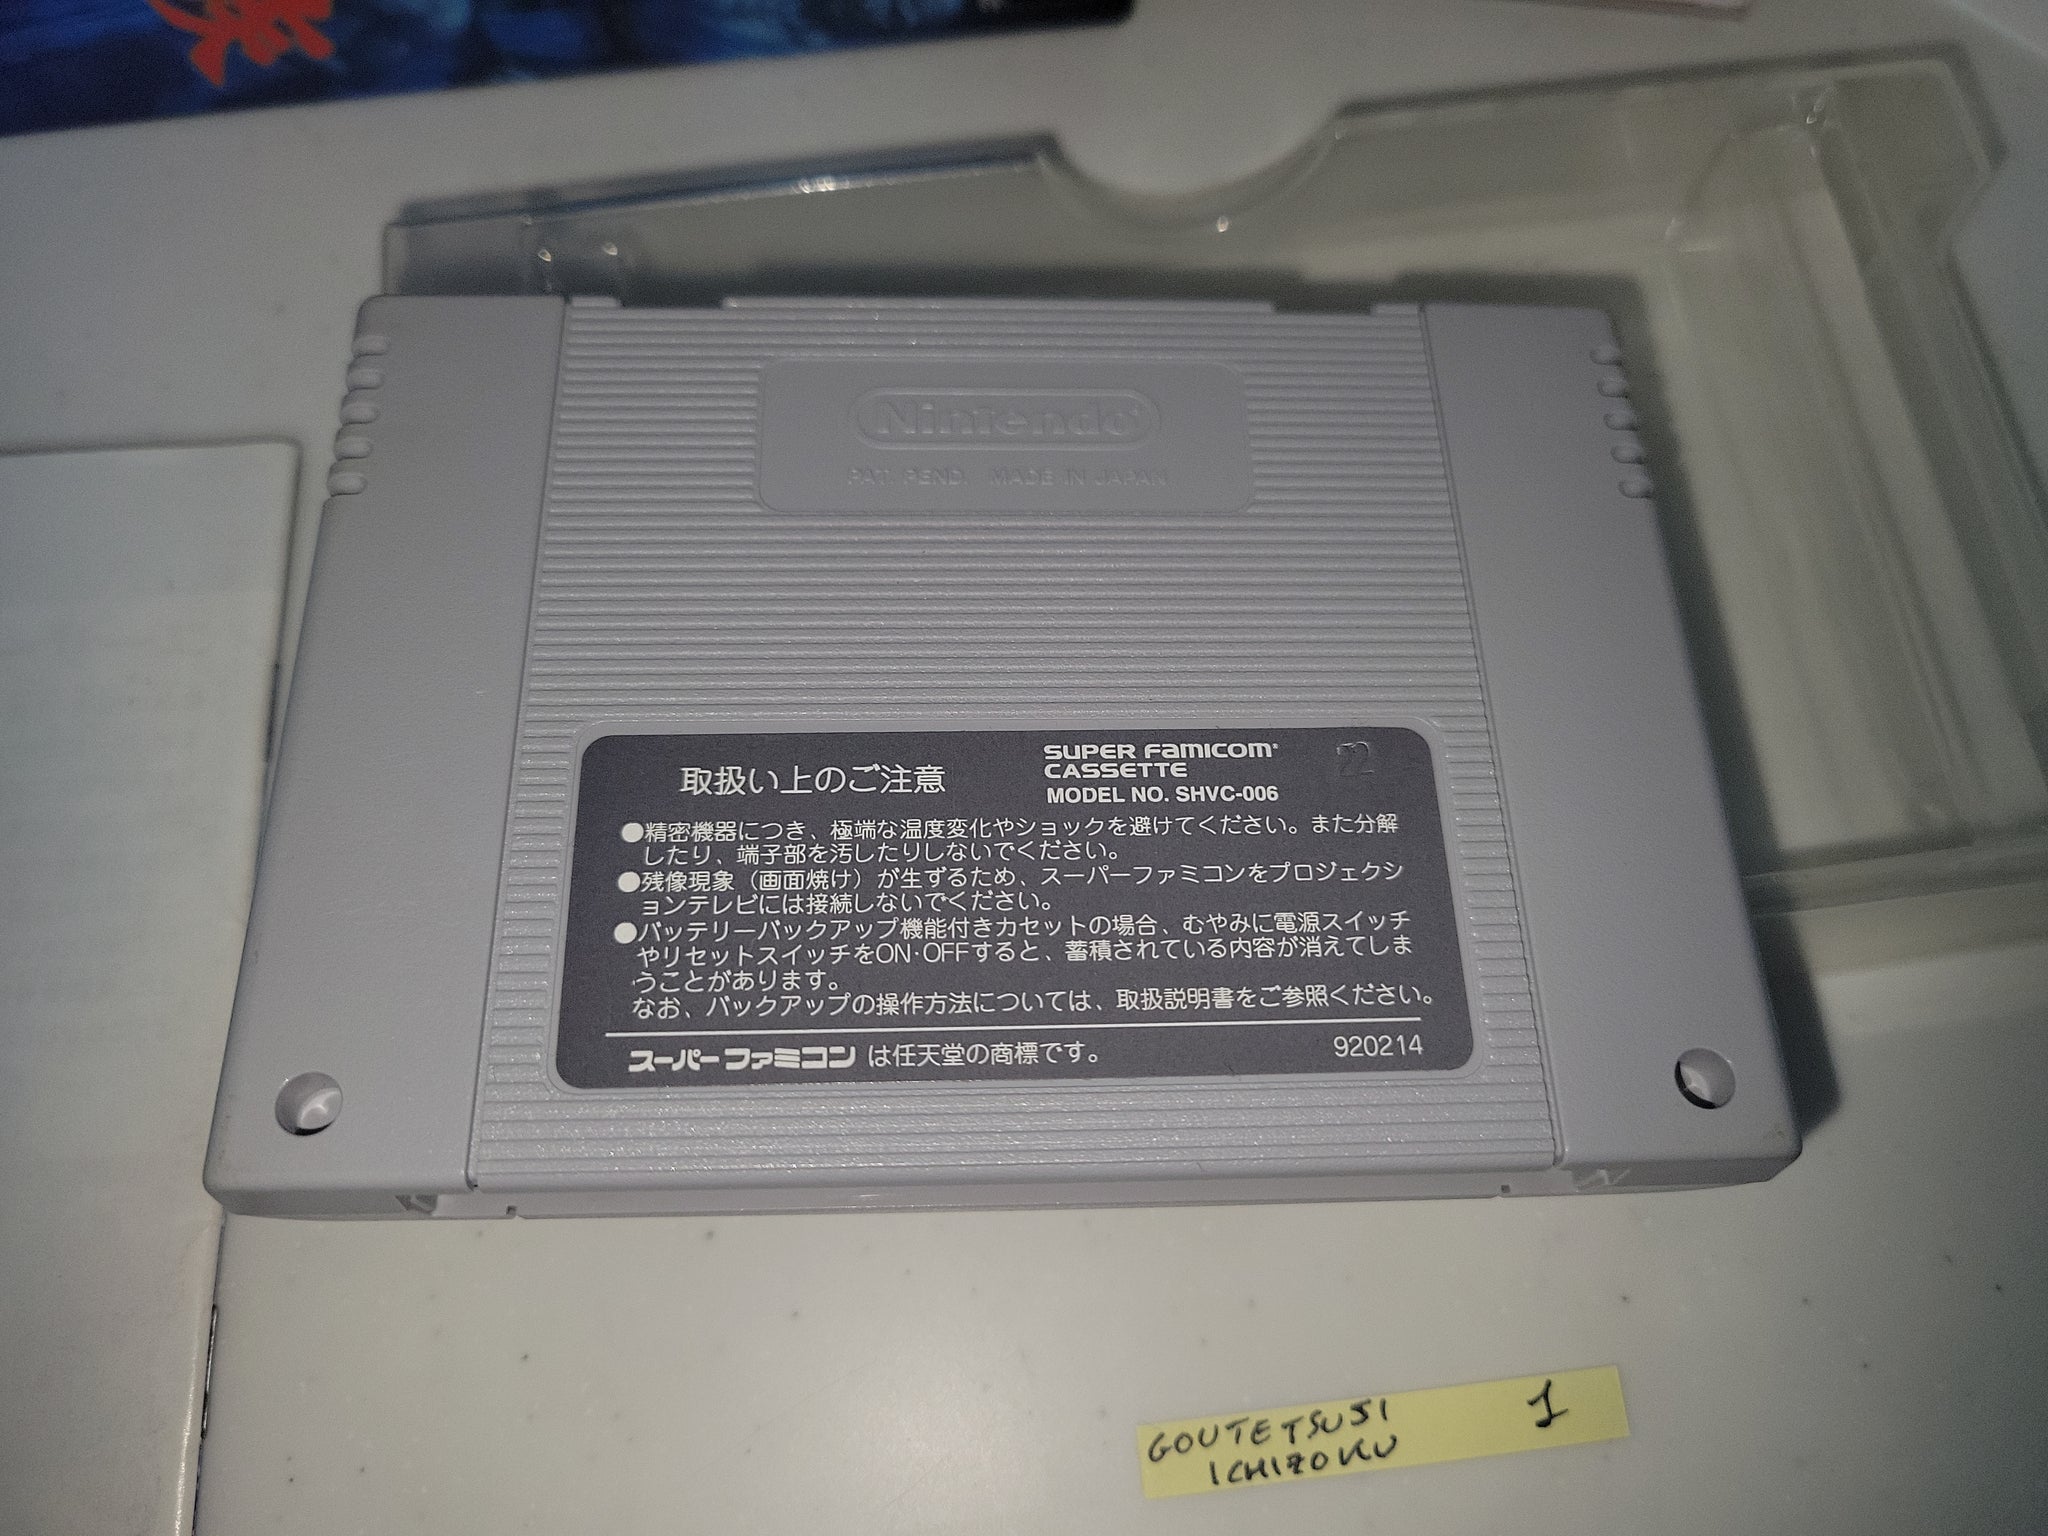 Nintendo
PAT. PEND. MADE IN JAPAN
取扱い上のご注意
SUPER FAMICOM
CASSETTE
MODEL NO. SHVC-006
22
●精密機器につき、極端な温度変化やショックを避けてください。また分解
したり、端子部を汚したりしないでください。
●残像現象（画面焼け）が生ずるため、スーパーファミコンをプロジェクシ
ョンテレビには接続しないでください。
●バッテリーバックアップ機能付きカセットの場合、むやみに電源スイッチ
やリセットスイッチをON・OFFすると、蓄積されている内容が消えてしま
うことがあります。
なお、バックアップの操作方法については、取扱説明書をご参照ください。
スーパーファミコン は任天堂の商標です。
920214
GOUTETSUJI 1
ICHIZOKU